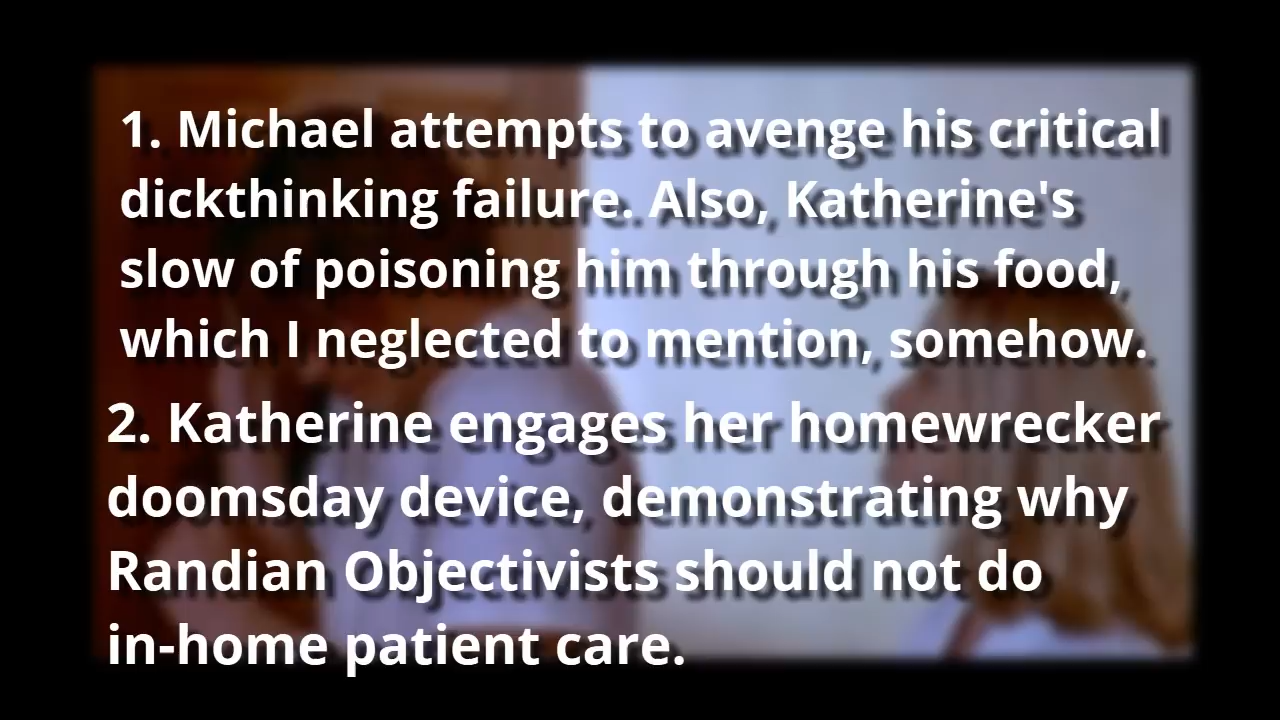 1. Michael attempts to avenge his critical
dickthinking failure. Also, Katherine's
slow of poisoning him through his food,
which I neglected to mention, somehow.
2. Katherine engages her homewrecker
doomsday device, demonstrating why
Randian Objectivists should not do
in-home patient care.